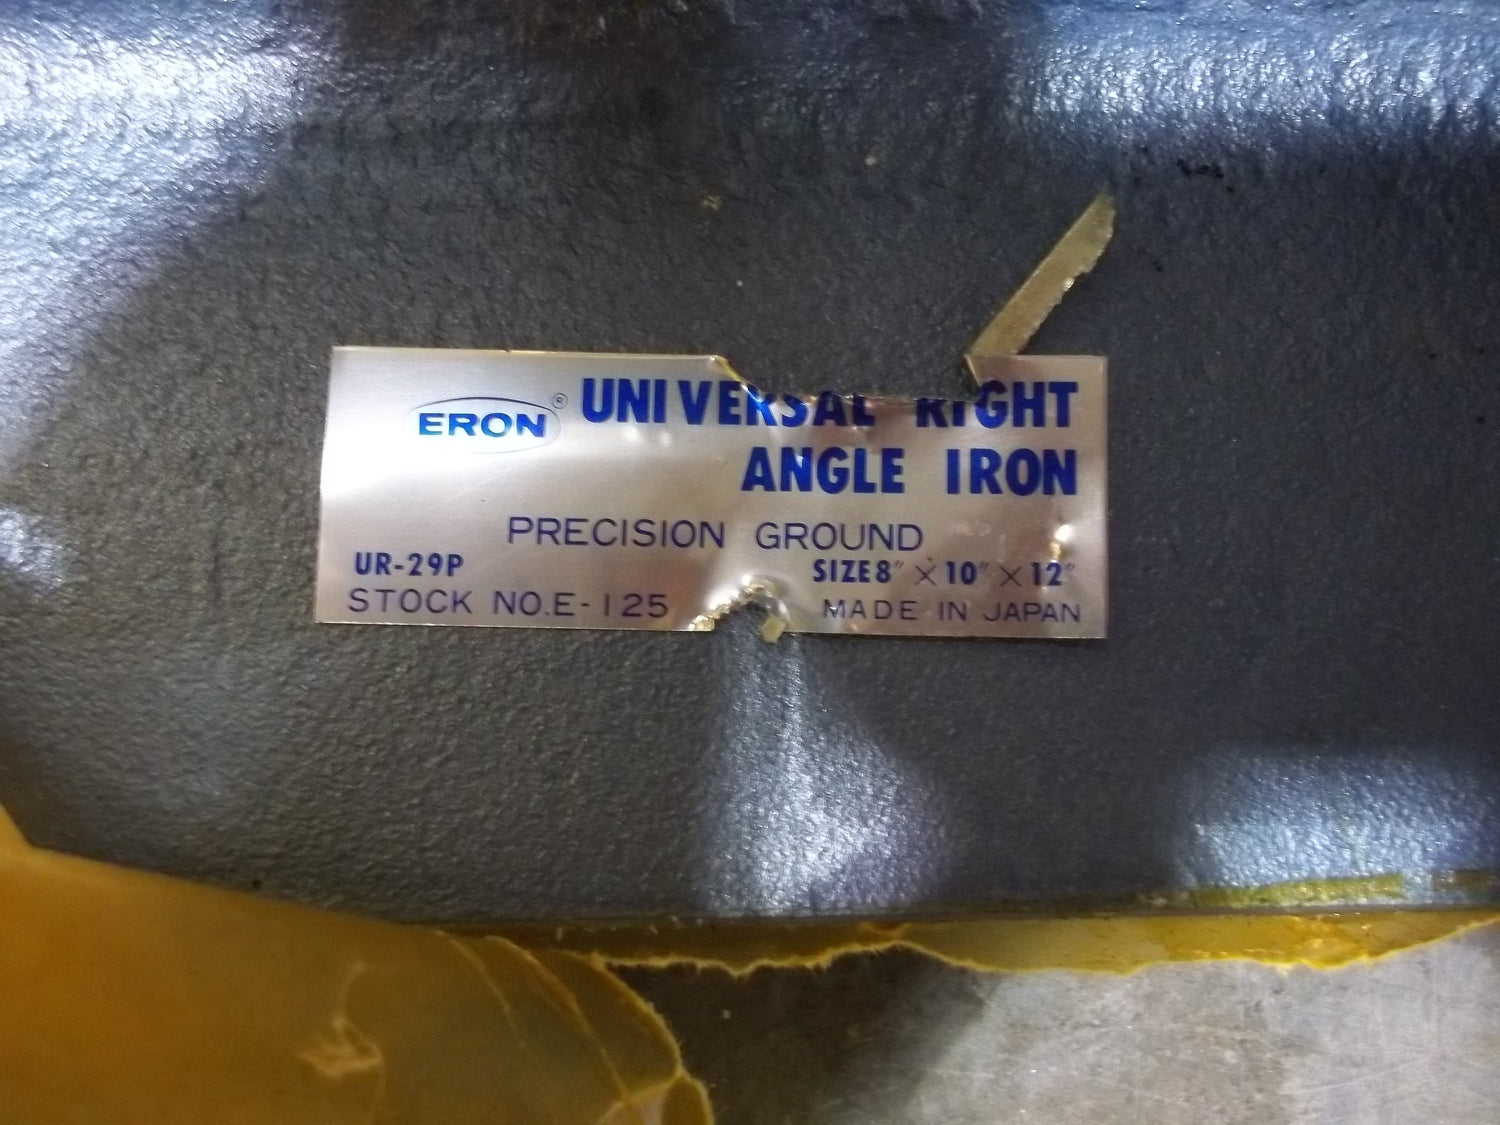 ERON® UNIVERSAL RIGHT
ANGLE IRON
PRECISION GROUND
UR-29P SIZE 8" × 10" × 12"
STOCK NO. E-125 MADE IN JAPAN